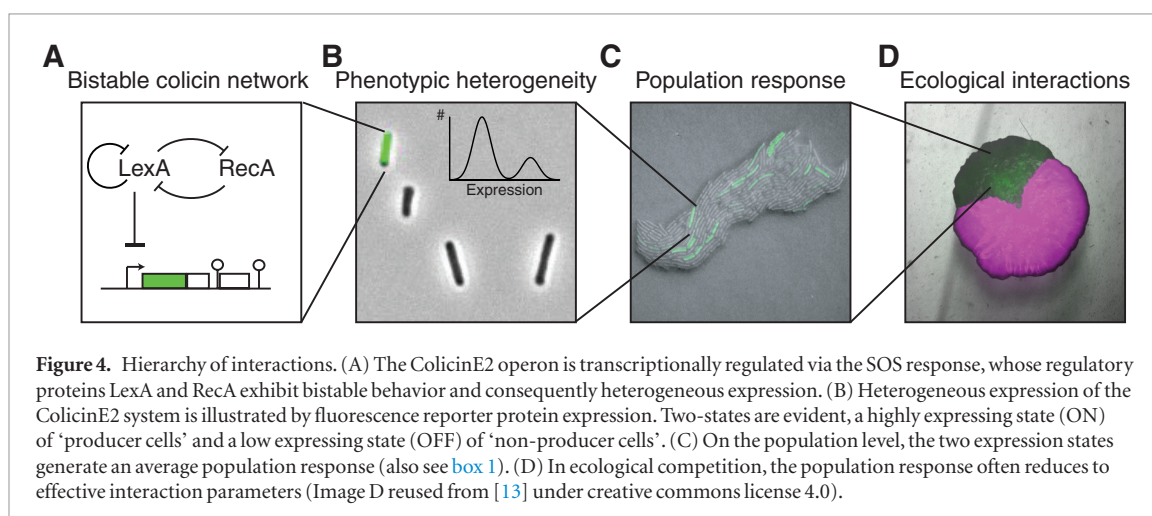 A
Bistable colicin network
B
Phenotypic heterogeneity
C
Population response
D
Ecological interactions
LexA
RecA
#
Expression
Figure 4. Hierarchy of interactions. (A) The ColicinE2 operon is transcriptionally regulated via the SOS response, whose regulatory
proteins LexA and RecA exhibit bistable behavior and consequently heterogeneous expression. (B) Heterogeneous expression of the
ColicinE2 system is illustrated by fluorescence reporter protein expression. Two-states are evident, a highly expressing state (ON)
of ‘producer cells’ and a low expressing state (OFF) of ‘non-producer cells’. (C) On the population level, the two expression states
generate an average population response (also see box 1). (D) In ecological competition, the population response often reduces to
effective interaction parameters (Image D reused from [13] under creative commons license 4.0).